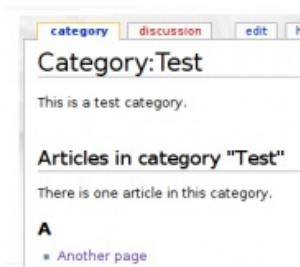 category discussion edit
Category:Test
This is a test category.
Articles in category "Test"
There is one article in this category.
A
Another page